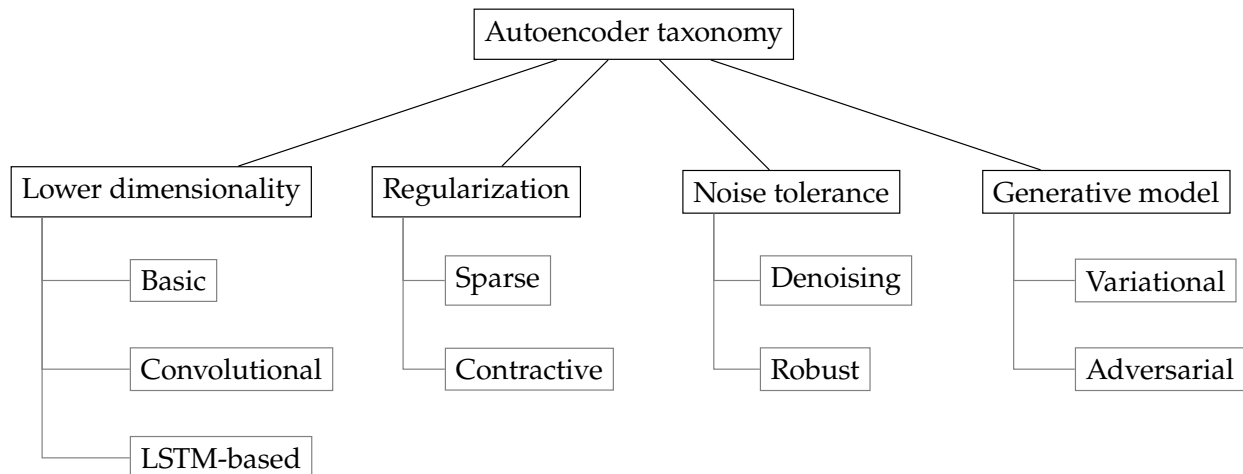 Autoencoder taxonomy
Lower dimensionality
Regularization
Noise tolerance
Generative model
Basic
Sparse
Denoising
Variational
Convolutional
Contractive
Robust
Adversarial
LSTM-based